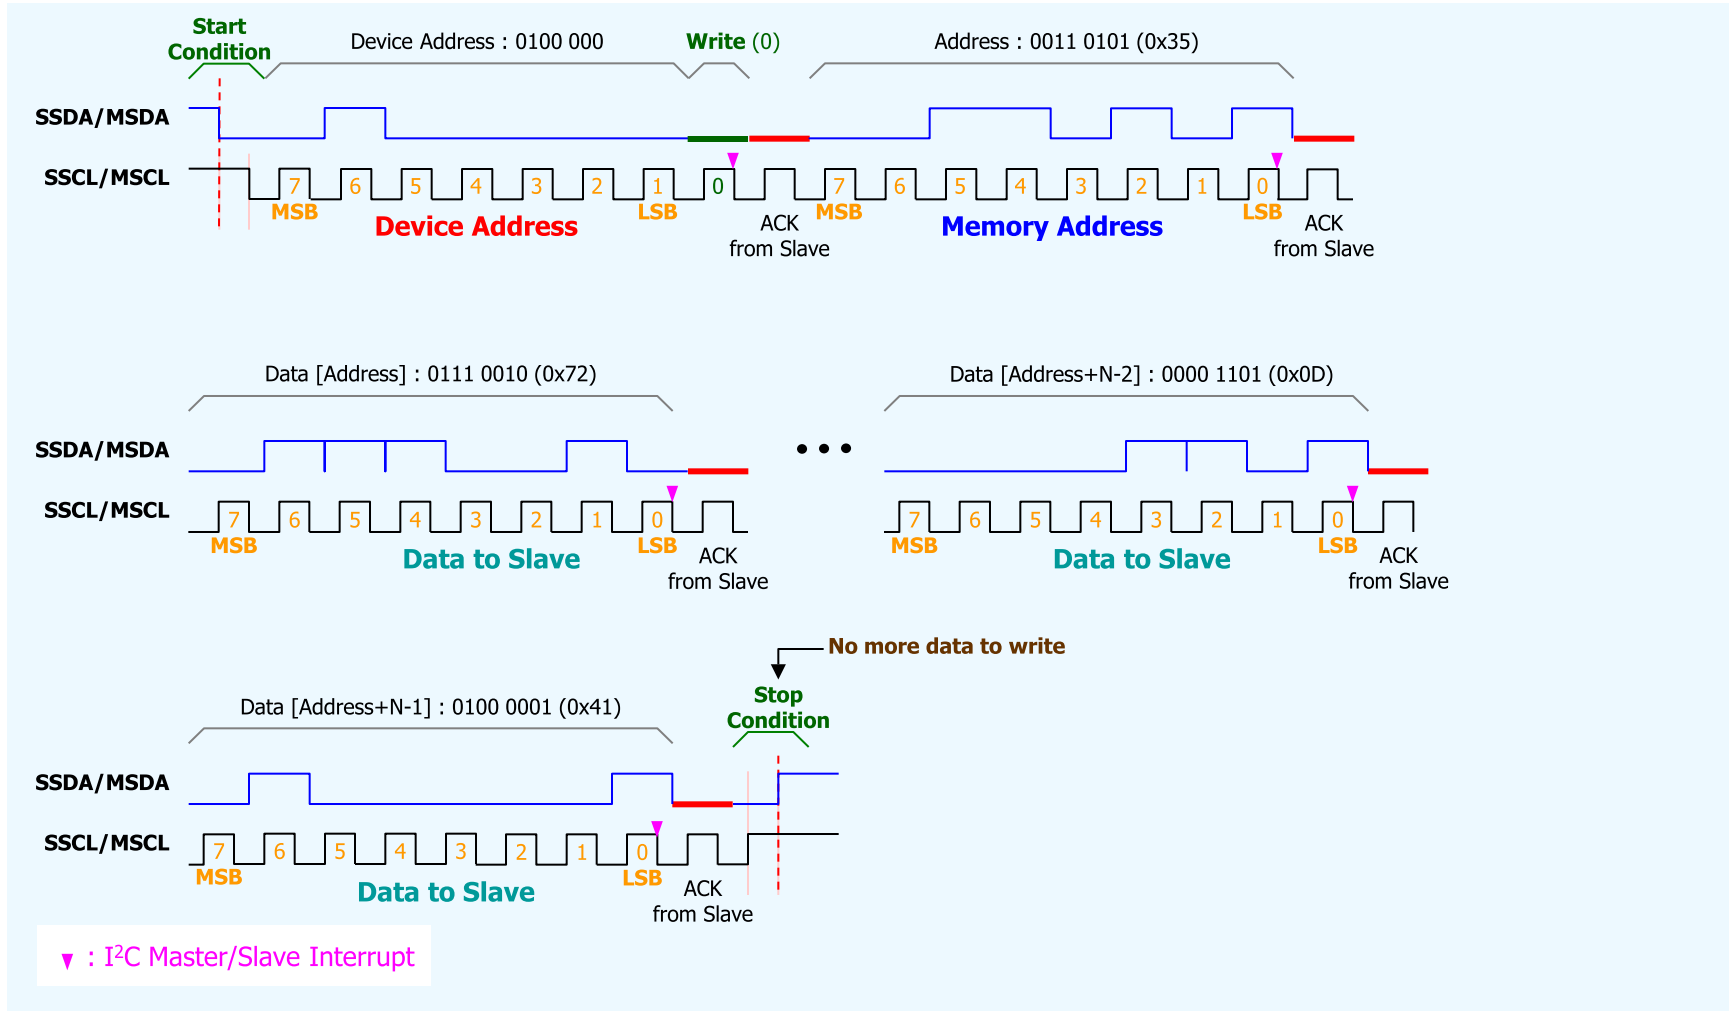 Start
Condition
Device Address : 0100 000
Write (0)
Address : 0011 0101 (0x35)
SSDA/MSDA
SSCL/MSCL
7 6 5 4 3 2 1 0 7 6 5 4 3 2 1 0
MSB LSB MSB LSB
Device Address
ACK
from Slave
Memory Address
ACK
from Slave
Data [Address] : 0111 0010 (0x72)
Data [Address+N-2] : 0000 1101 (0x0D)
SSDA/MSDA
• • •
SSCL/MSCL
7 6 5 4 3 2 1 0 7 6 5 4 3 2 1 0
MSB LSB MSB LSB
Data to Slave
ACK
from Slave
Data to Slave
ACK
from Slave
No more data to write
Stop
Condition
Data [Address+N-1] : 0100 0001 (0x41)
SSDA/MSDA
SSCL/MSCL
7 6 5 4 3 2 1 0
MSB LSB
Data to Slave
ACK
from Slave
: I²C Master/Slave Interrupt